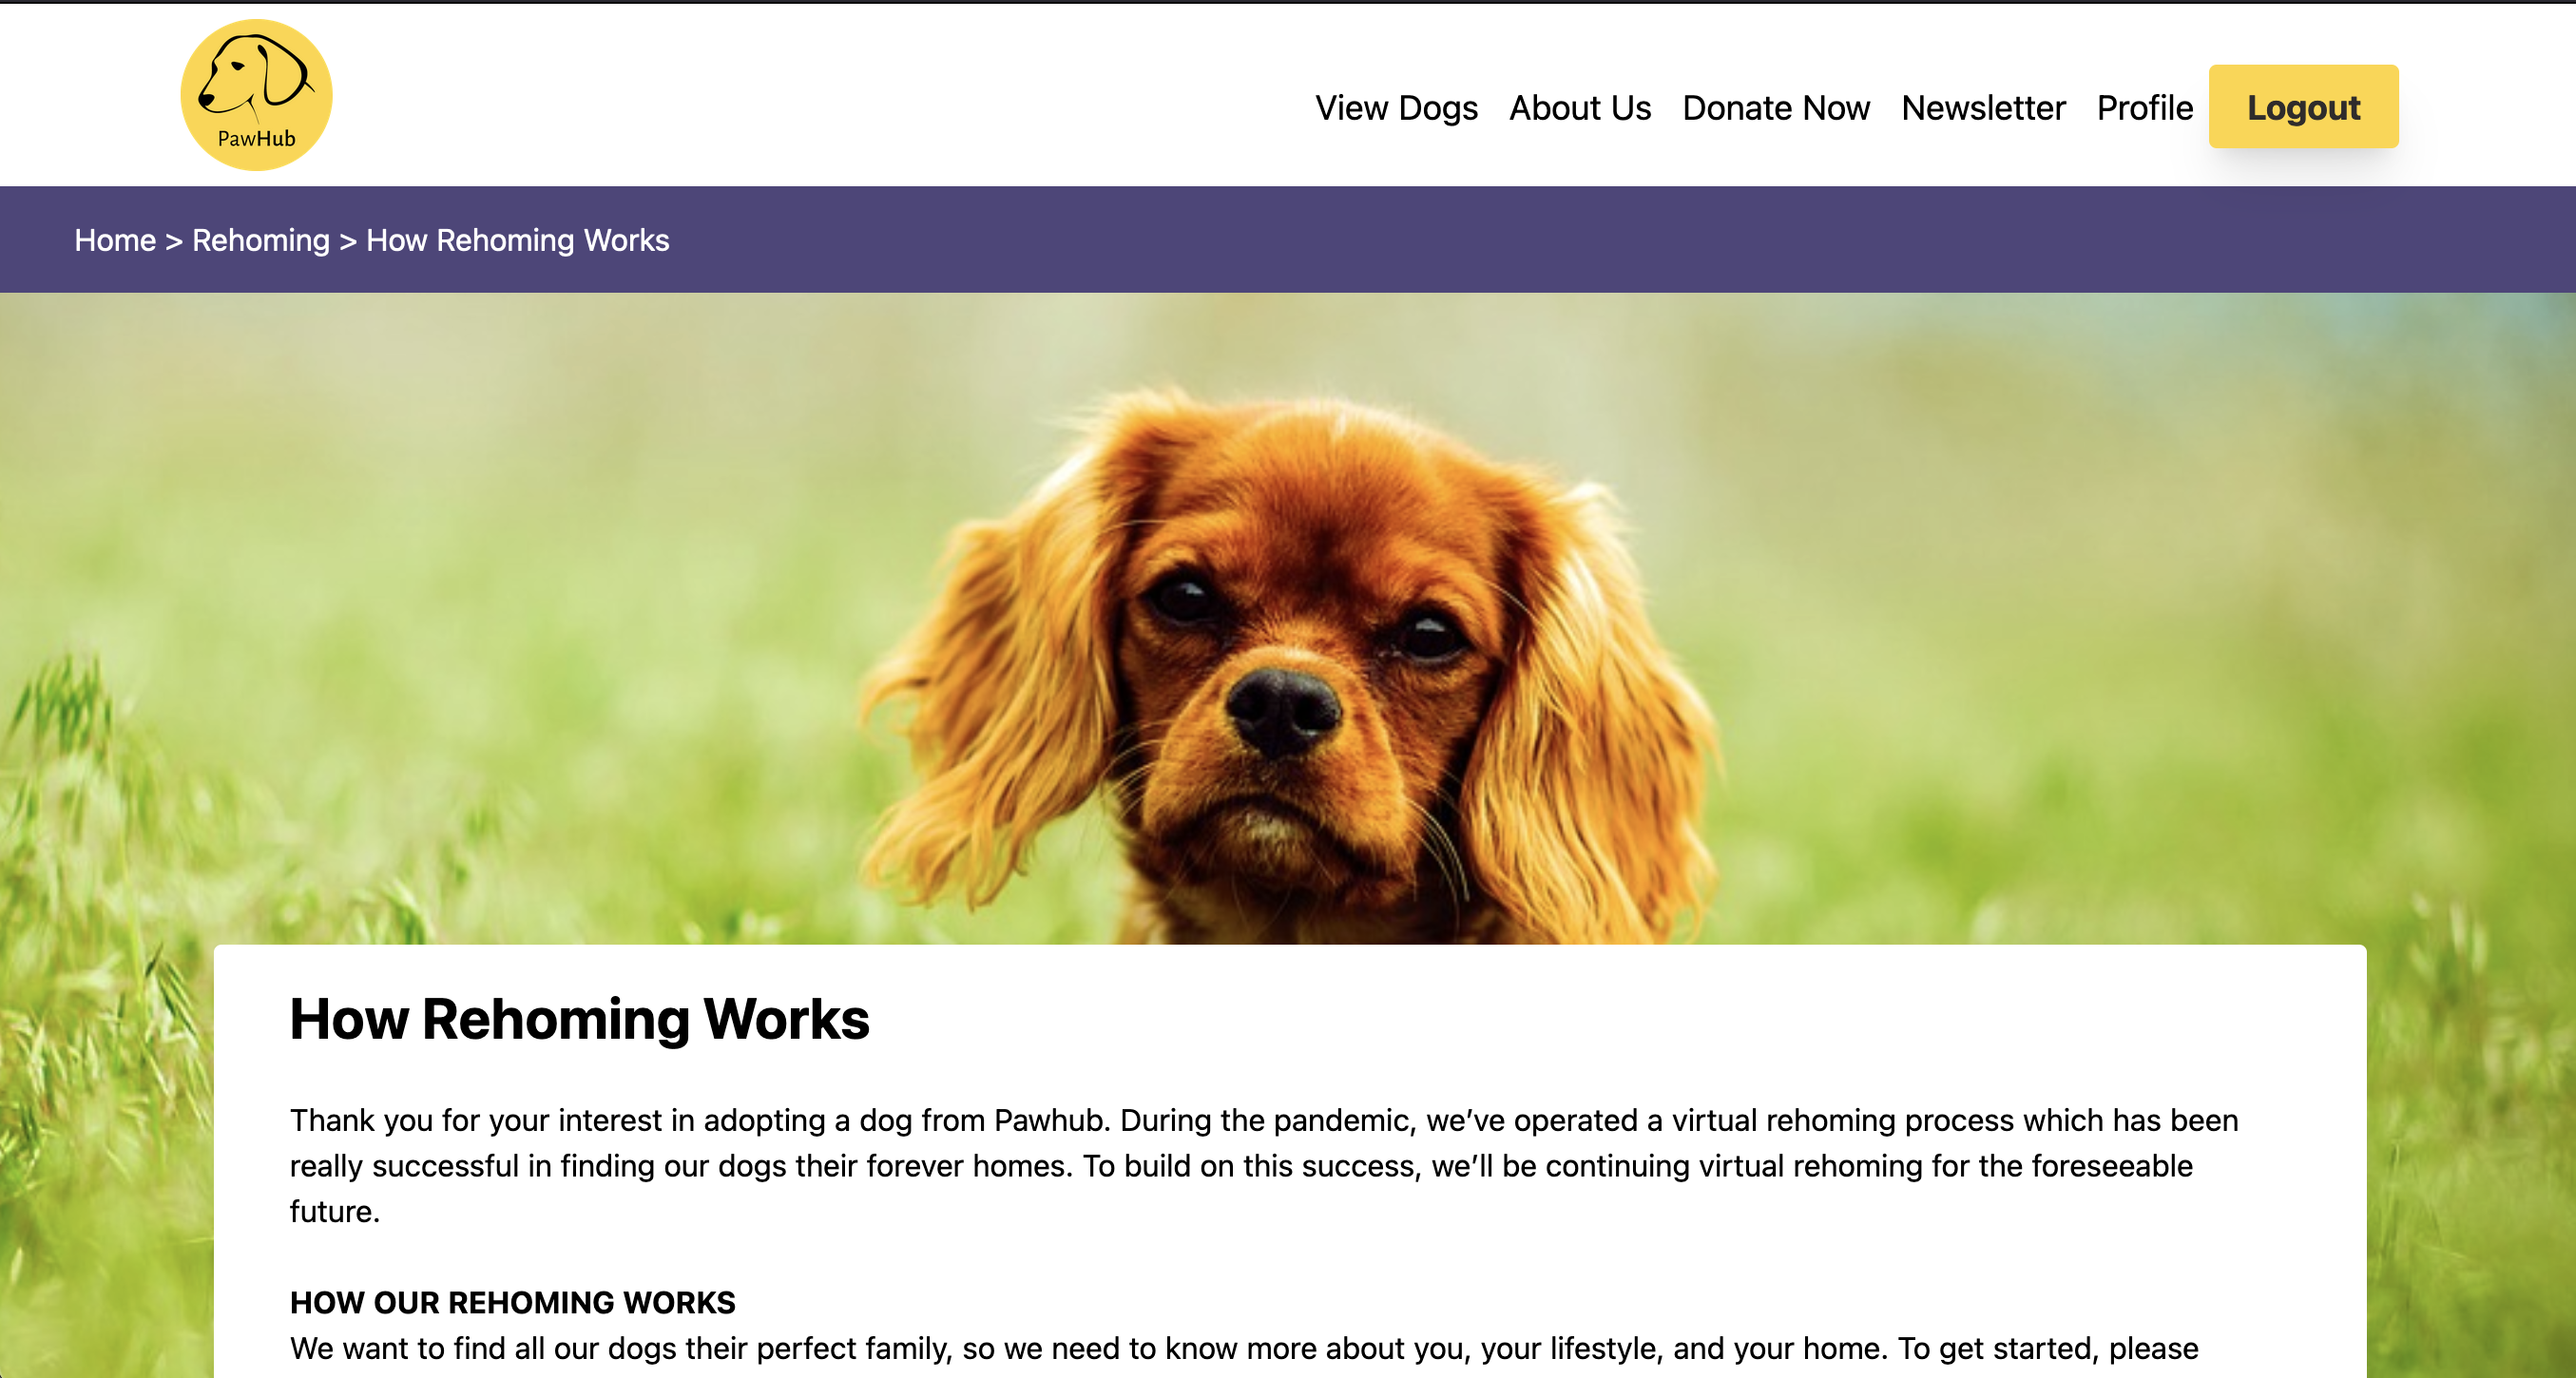 PawHub
View Dogs About Us Donate Now Newsletter Profile Logout
Home > Rehoming > How Rehoming Works
How Rehoming Works
Thank you for your interest in adopting a dog from Pawhub. During the pandemic, we’ve operated a virtual rehoming process which has been
really successful in finding our dogs their forever homes. To build on this success, we’ll be continuing virtual rehoming for the foreseeable
future.
HOW OUR REHOMING WORKS
We want to find all our dogs their perfect family, so we need to know more about you, your lifestyle, and your home. To get started, please